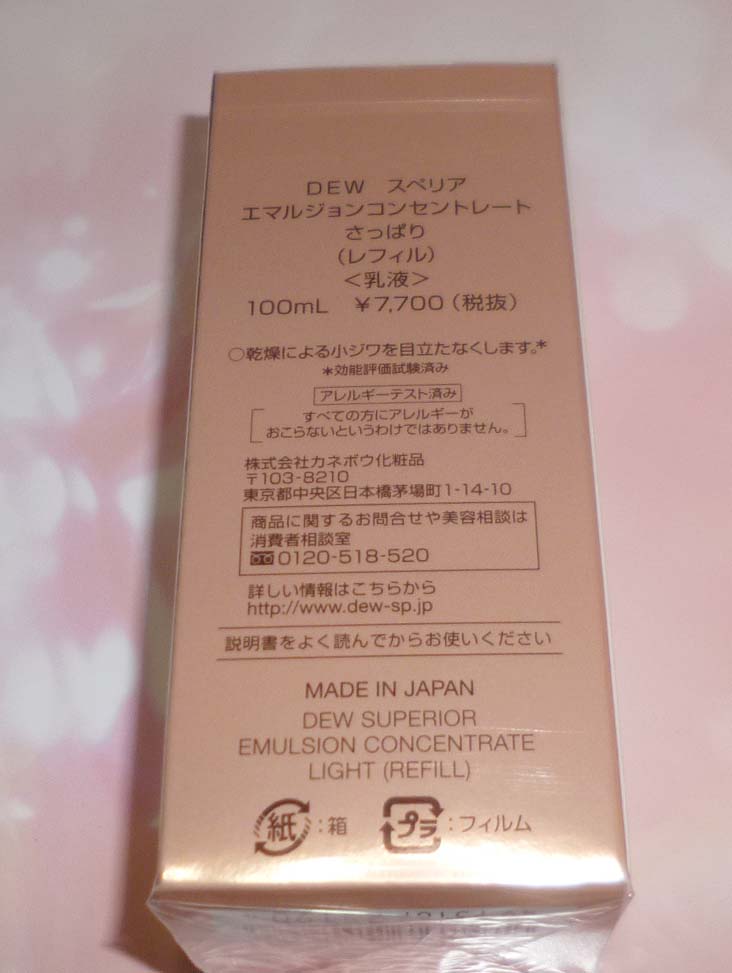 DEW スペリア
エマルジョンコンセントレート
さっぱり
（レフィル）
＜乳液＞
100mL ￥7,700（税抜）
○乾燥による小ジワを目立たなくします。*
*効能評価試験済み
アレルギーテスト済み
すべての方にアレルギーが
おこらないというわけではありません。
株式会社カネボウ化粧品
〒103-8210
東京都中央区日本橋茅場町1-14-10
商品に関するお問合せや美容相談は
消費者相談室
0120-518-520
詳しい情報はこちらから
http://www.dew-sp.jp
説明書をよく読んでからお使いください
MADE IN JAPAN
DEW SUPERIOR
EMULSION CONCENTRATE
LIGHT (REFILL)
紙：箱 プラ：フィルム